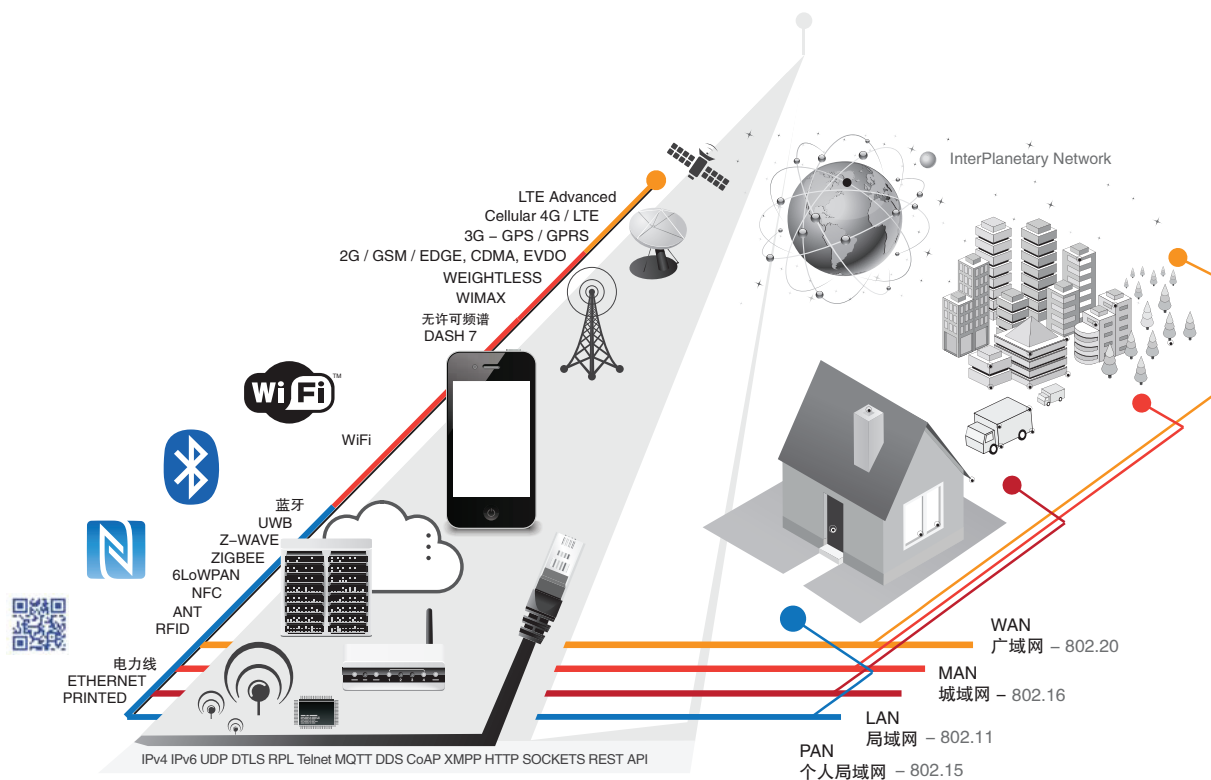 InterPlanetary Network
LTE Advanced
Cellular 4G / LTE
3G – GPS / GPRS
2G / GSM / EDGE, CDMA, EVDO
WEIGHTLESS
WIMAX
无许可频谱
DASH 7
WiFi
TM
WiFi
蓝牙
UWB
Z–WAVE
ZIGBEE
6LoWPAN
NFC
ANT
RFID
电力线
ETHERNET
PRINTED
WAN
广域网 – 802.20
MAN
城域网 – 802.16
LAN
局域网 – 802.11
PAN
个人局域网 – 802.15
IPv4 IPv6 UDP DTLS RPL Telnet MQTT DDS CoAP XMPP HTTP SOCKETS REST API